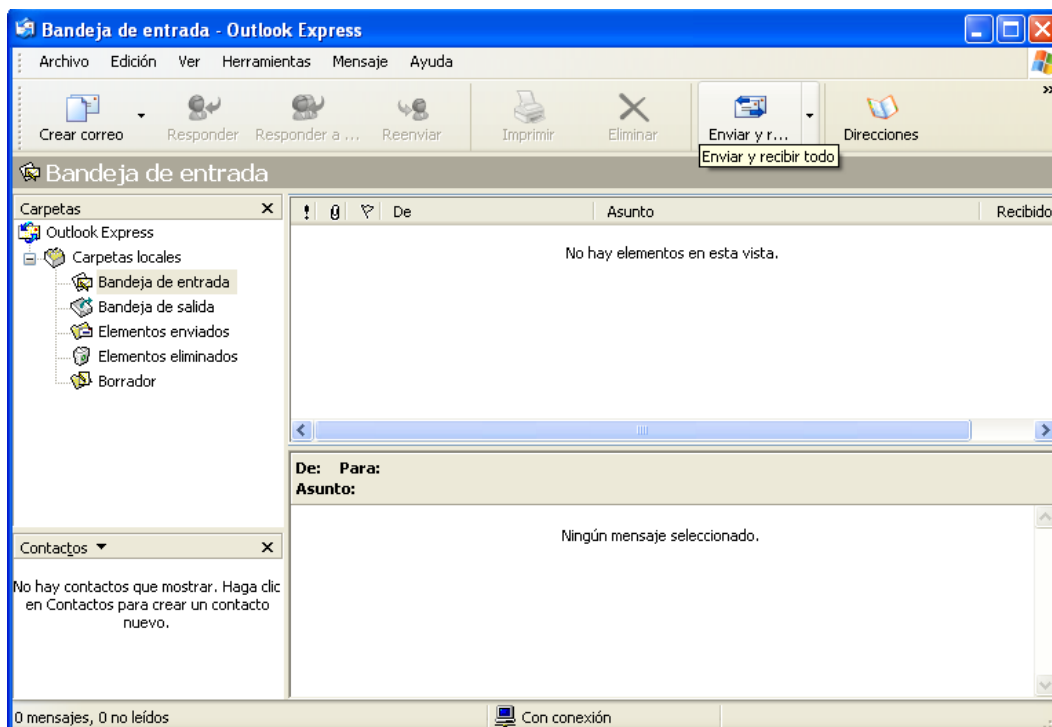 Bandeja de entrada - Outlook Express
Archivo Edición Ver Herramientas Mensaje Ayuda
Crear correo Responder Responder a ... Reenviar Imprimir Eliminar Enviar y r... Direcciones
Enviar y recibir todo
Bandeja de entrada
Carpetas
Outlook Express
Carpetas locales
Bandeja de entrada
Bandeja de salida
Elementos enviados
Elementos eliminados
Borrador
De Asunto Recibido
No hay elementos en esta vista.
De: Para:
Asunto:
Ningún mensaje seleccionado.
Contactos
No hay contactos que mostrar. Haga clic
en Contactos para crear un contacto
nuevo.
0 mensajes, 0 no leídos Con conexión